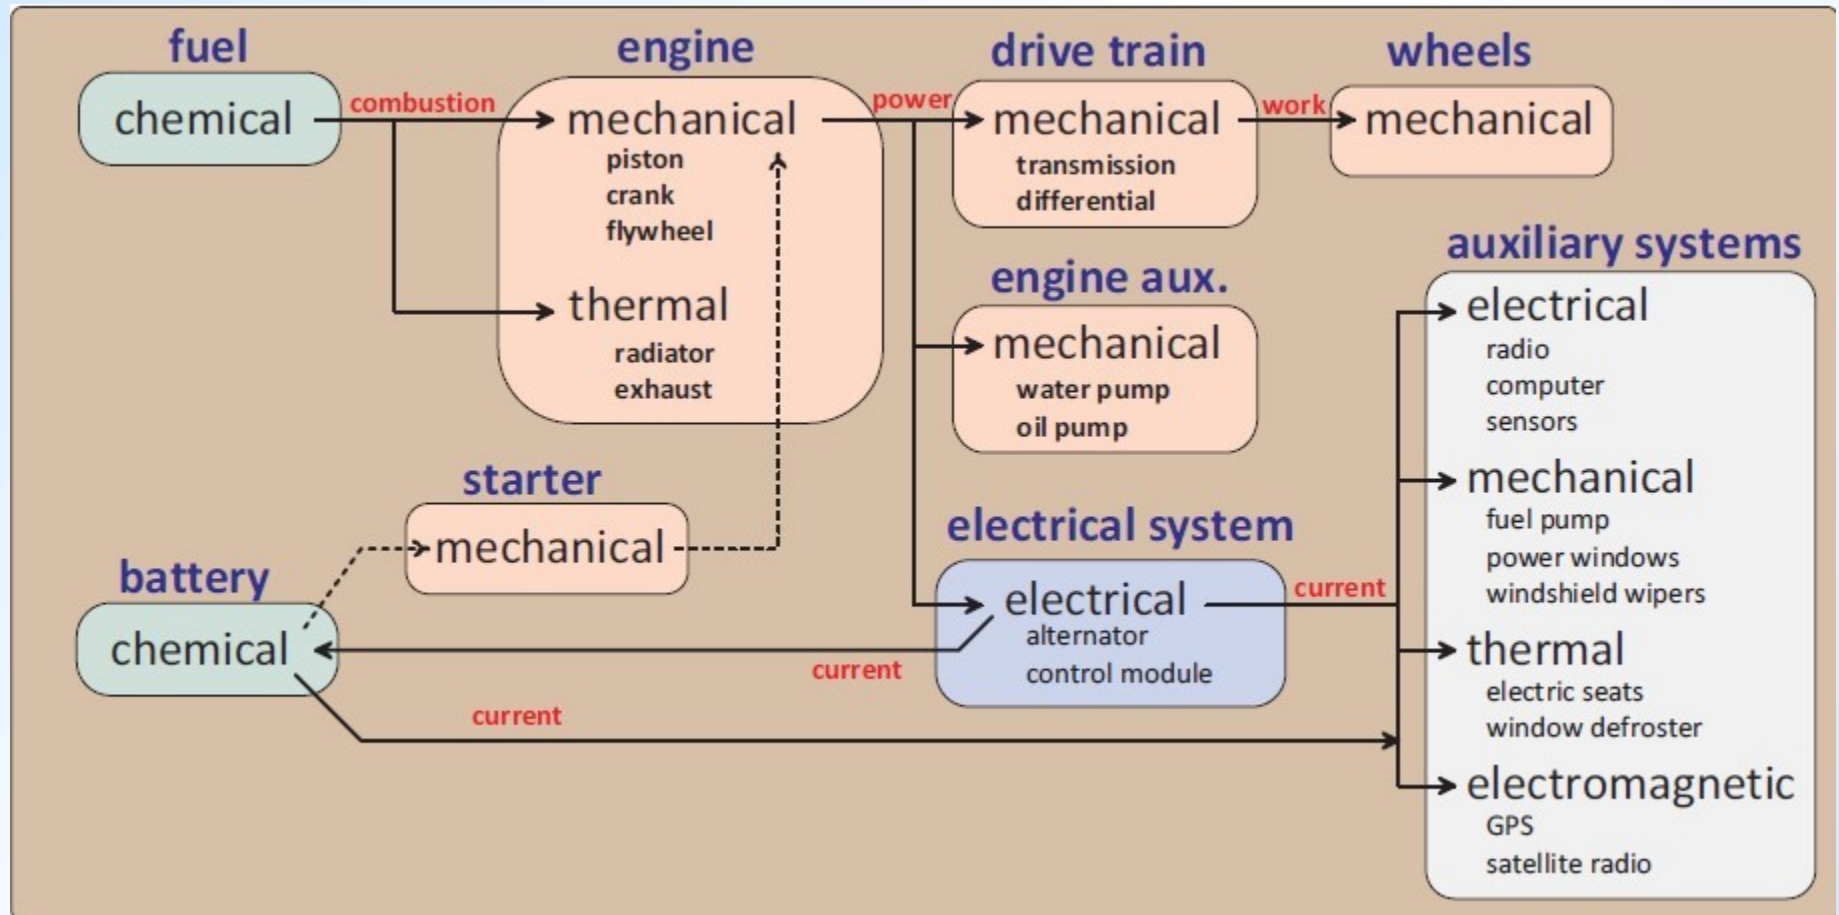 fuel
chemical
combustion
engine
mechanical
piston
crank
flywheel
thermal
radiator
exhaust
power
drive train
mechanical
transmission
differential
work
wheels
mechanical
engine aux.
mechanical
water pump
oil pump
starter
mechanical
battery
chemical
electrical system
electrical
alternator
control module
current
current
current
auxiliary systems
electrical
radio
computer
sensors
mechanical
fuel pump
power windows
windshield wipers
thermal
electric seats
window defroster
electromagnetic
GPS
satellite radio